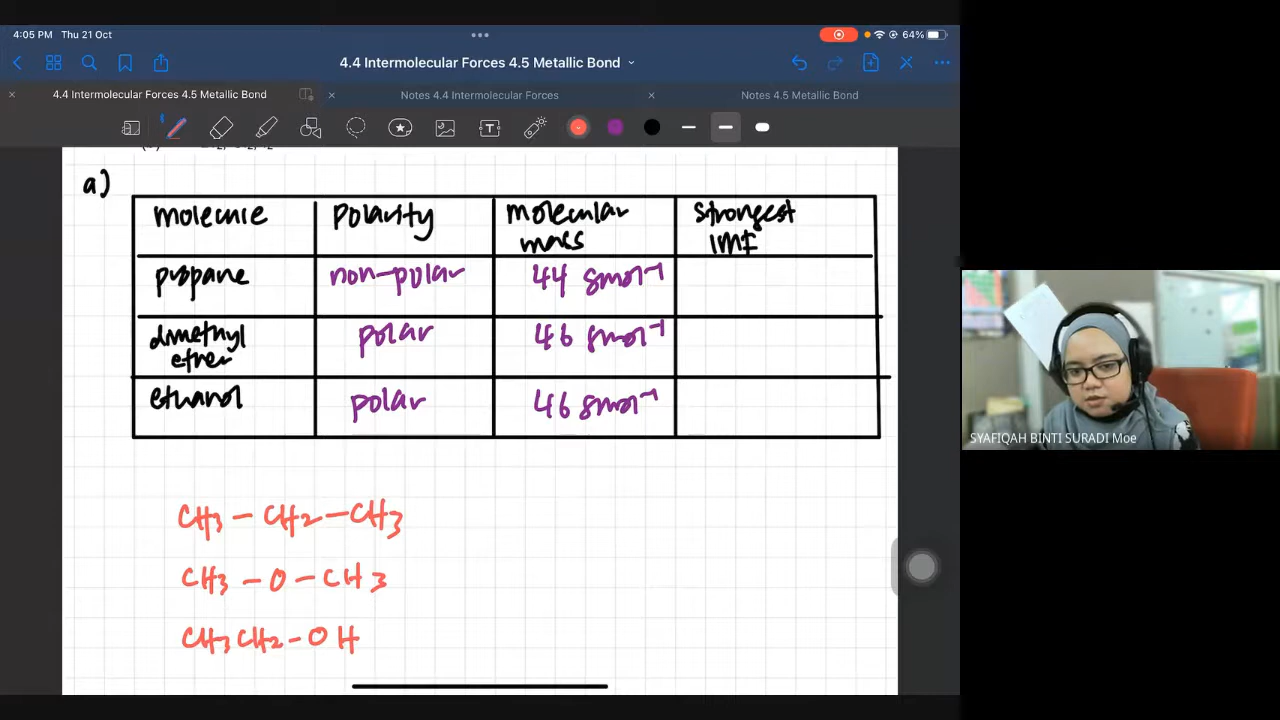 4:05 PM Thu 21 Oct
64%
4.4 Intermolecular Forces 4.5 Metallic Bond
4.4 Intermolecular Forces 4.5 Metallic Bond
Notes 4.4 Intermolecular Forces
Notes 4.5 Metallic Bond
a)
molecule polarity molecular mass strongest IMF
propane non-polar 44 gmol⁻¹
dimethyl ether polar 46 gmol⁻¹
ethanol polar 46 gmol⁻¹
CH3 – CH2 – CH3
CH3 – O – CH3
CH3CH2 – OH
SYAFIQAH BINTI SURADI Moe